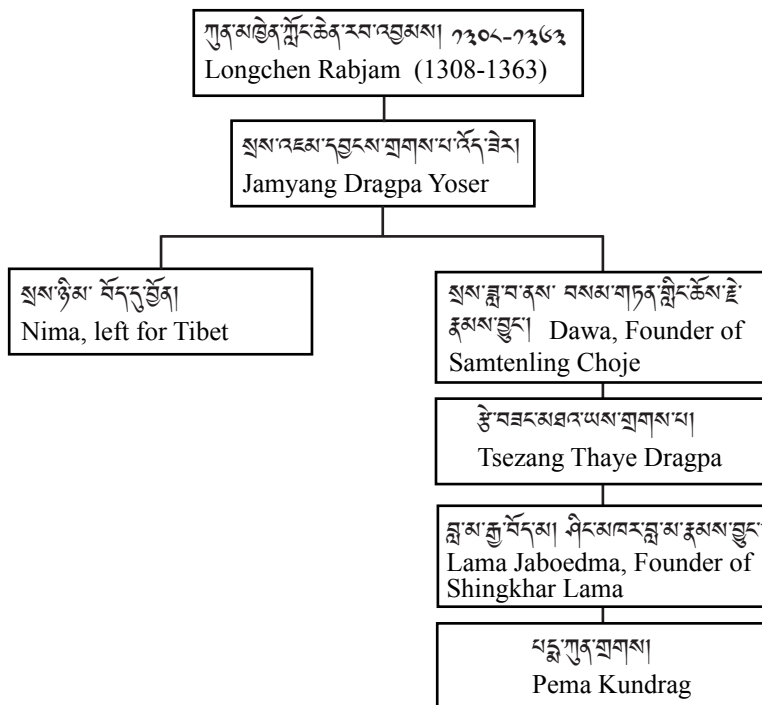 ཀུན་མཁྱེན་ཀློང་ཆེན་རབ་འབྱམས། ༡༣༠༨-༡༣༦༣
Longchen Rabjam (1308-1363)
སྲས་འཇམ་དབྱངས་གྲགས་པ་འོད་ཟེར།
Jamyang Dragpa Yoser
སྲས་ཉི་མ་ བོད་དུ་བྱོན།
Nima, left for Tibet
སྲས་ཟླ་བ་ནས་ བསམ་གཏན་གླིང་ཆོས་རྗེ་
རྣམས་བྱུང་། Dawa, Founder of
Samtenling Choje
རྩེ་བཟང་མཐའ་ཡས་གྲགས་པ།
Tsezang Thaye Dragpa
བླ་མ་རྒྱ་བོད་མ། ཤིང་མཁར་བླ་མ་རྣམས་བྱུང་
Lama Jaboedma, Founder of
Shingkhar Lama
པདྨ་ཀུན་གྲགས།
Pema Kundrag